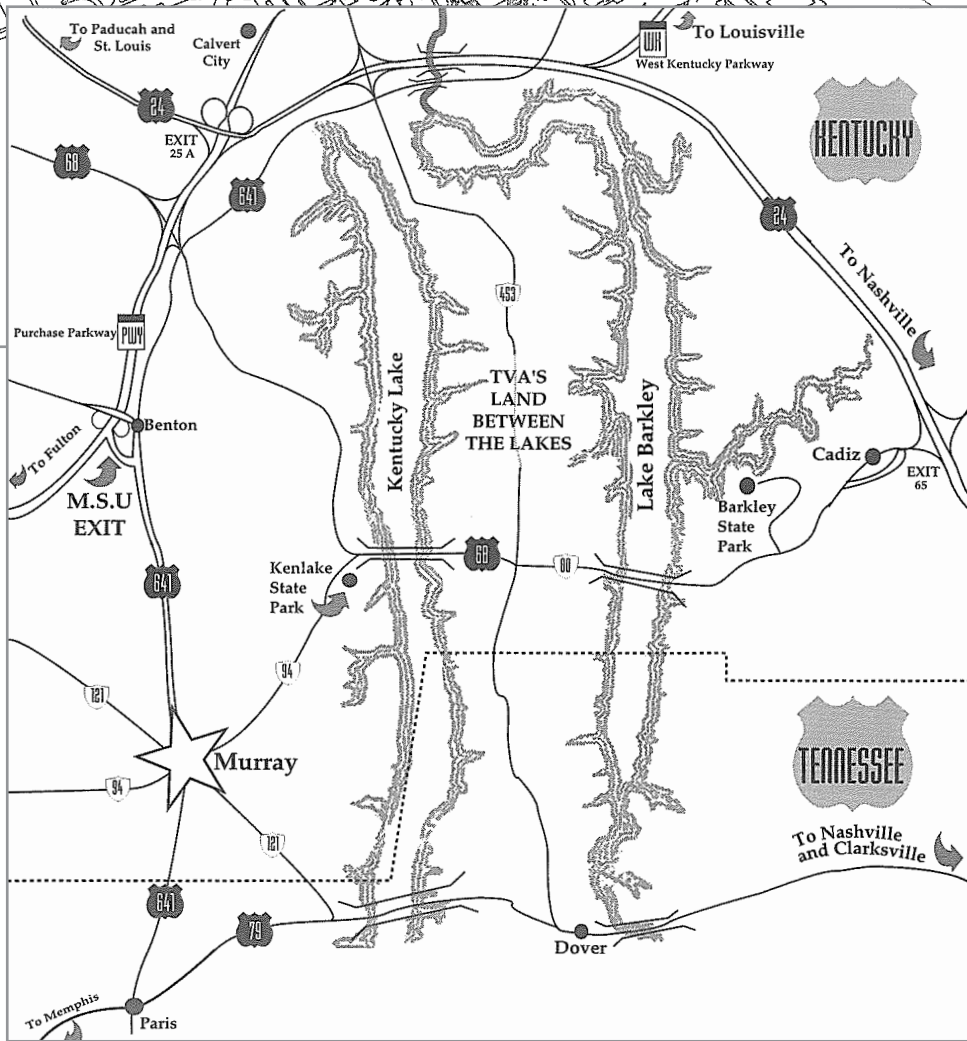 To Paducah and
St. Louis
Calvert
City
WK
To Louisville
West Kentucky Parkway
24
EXIT
25 A
KENTUCKY
68
641
24
453
To Nashville
Purchase Parkway
PWY
TVA'S
LAND
BETWEEN
THE LAKES
Kentucky Lake
Lake Barkley
Benton
To Fulton
M.S.U
EXIT
Cadiz
EXIT
65
Barkley
State
Park
68
80
Kenlake
State
Park
641
94
121
Murray
TENNESSEE
94
121
To Nashville
and Clarksville
641
79
Dover
To Memphis
Paris